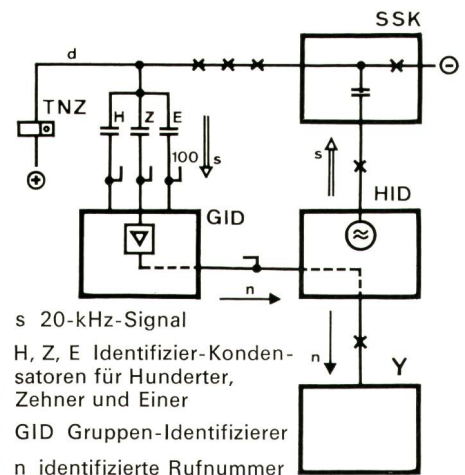 SSK
d
TNZ
H Z E
100
s
s
GID
HID
n
n
Y
s 20-kHz-Signal
H, Z, E Identifizier-Konden-
satoren für Hunderter,
Zehner und Einer
GID Gruppen-Identifizierer
n identifizierte Rufnummer